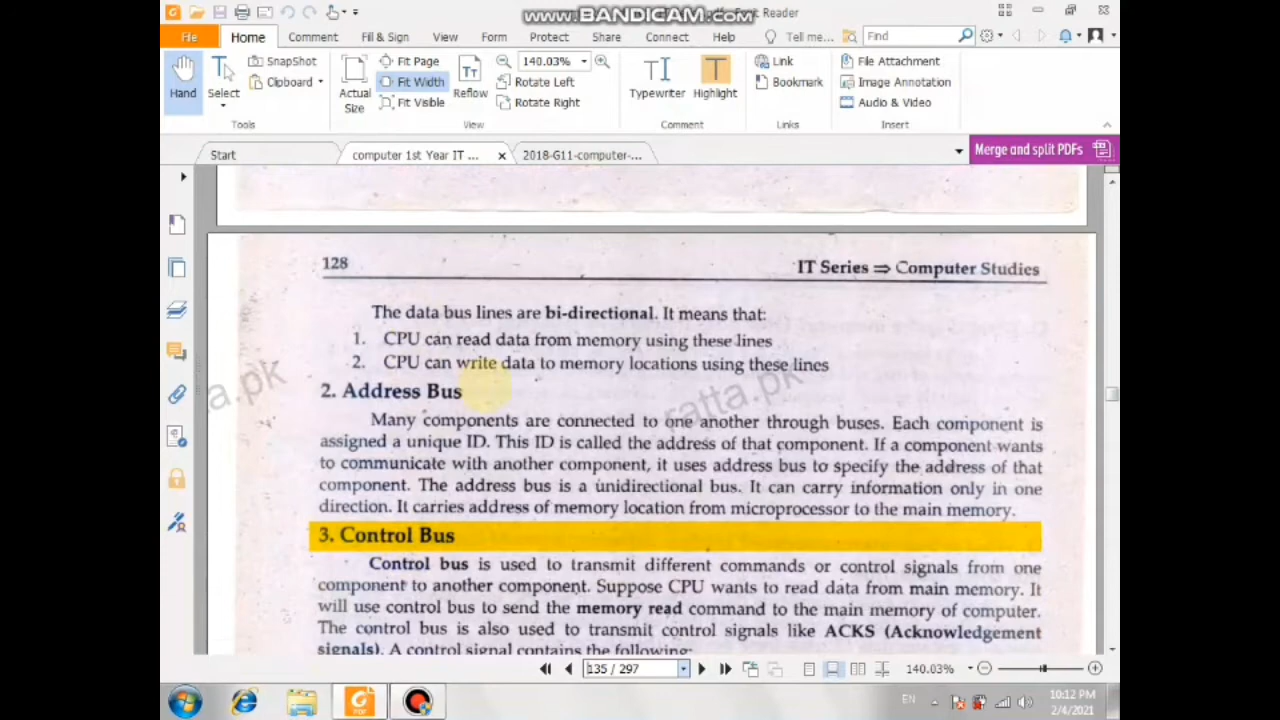 www.BANDICAM.com
File Home Comment Fill & Sign View Form Protect Share Connect Help Tell me... Find
Hand
Select
SnapShot
Clipboard
Tools
Actual Size
Fit Page
Fit Width
Fit Visible
Reflow
140.03%
Rotate Left
Rotate Right
View
Typewriter
Highlight
Comment
Link
Bookmark
Links
File Attachment
Image Annotation
Audio & Video
Insert
Start
computer 1st Year IT ...
2018-G11-computer-...
Merge and split PDFs
128
IT Series ⇒ Computer Studies
The data bus lines are bi-directional. It means that:
1. CPU can read data from memory using these lines
2. CPU can write data to memory locations using these lines
2. Address Bus
Many components are connected to one another through buses. Each component is
assigned a unique ID. This ID is called the address of that component. If a component wants
to communicate with another component, it uses address bus to specify the address of that
component. The address bus is a unidirectional bus. It can carry information only in one
direction. It carries address of memory location from microprocessor to the main memory.
3. Control Bus
Control bus is used to transmit different commands or control signals from one
component to another component. Suppose CPU wants to read data from main memory. It
will use control bus to send the memory read command to the main memory of computer.
The control bus is also used to transmit control signals like ACKS (Acknowledgement
signals). A control signal contains the following:
ta.pk
ratta.pk
135 / 297
140.03%
EN
10:12 PM
2/4/2021